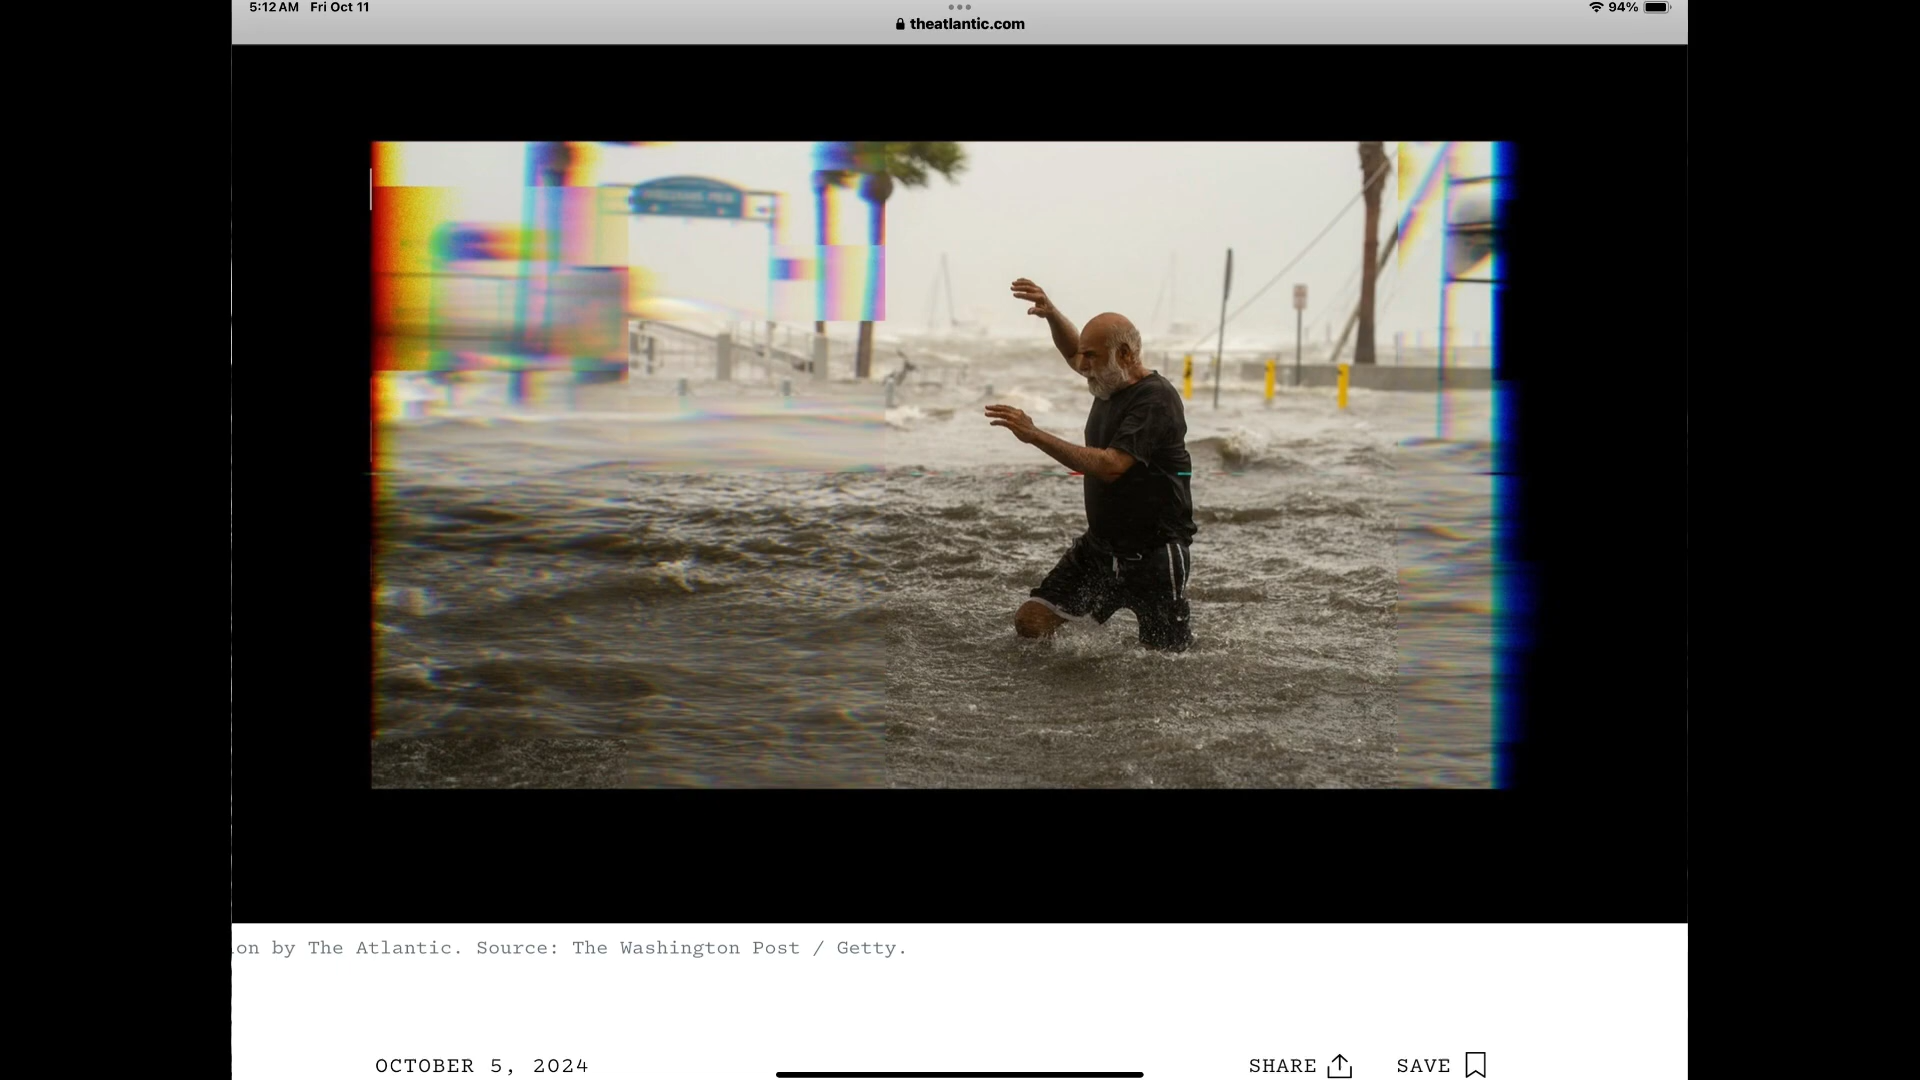 5:12 AM Fri Oct 11
94%
theatlantic.com
on by The Atlantic. Source: The Washington Post / Getty.
OCTOBER 5, 2024
SHARE
SAVE